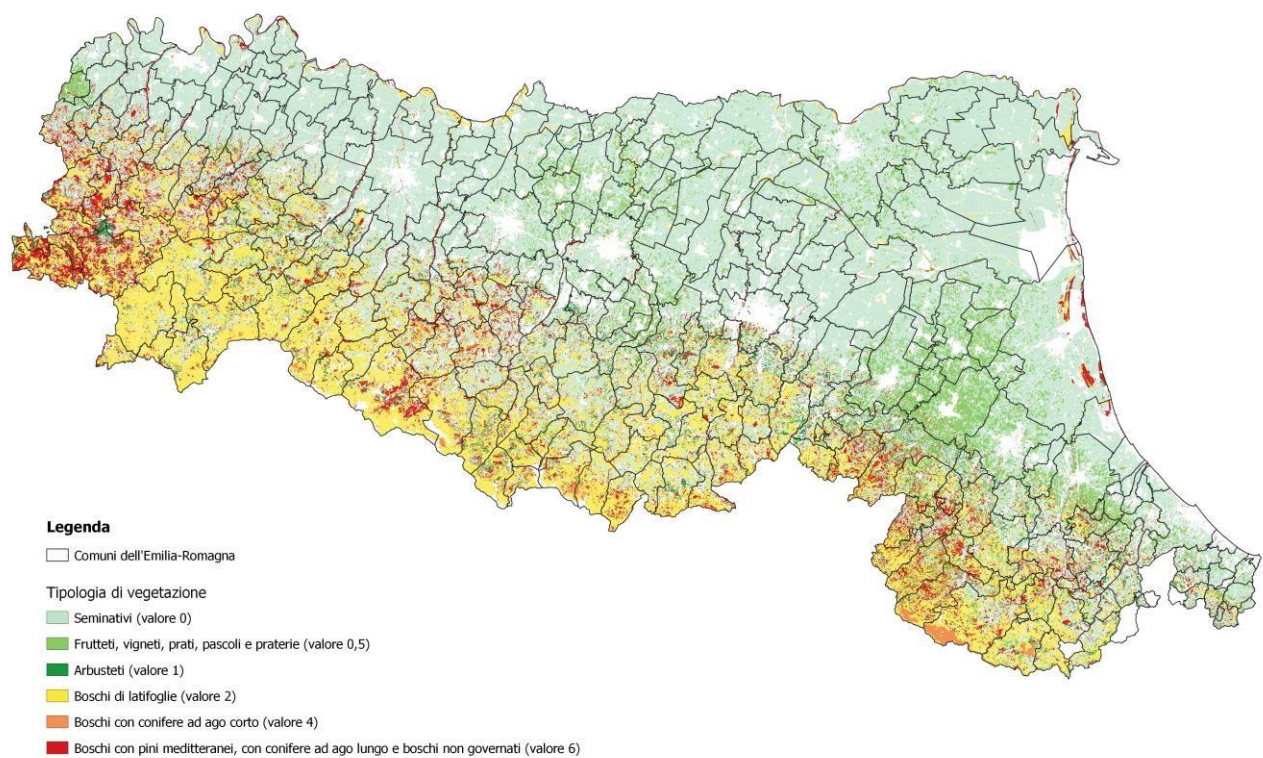 Legenda
Comuni dell'Emilia-Romagna
Tipologia di vegetazione
Seminativi (valore 0)
Frutteti, vigneti, prati, pascoli e praterie (valore 0,5)
Arbusteti (valore 1)
Boschi di latifoglie (valore 2)
Boschi con conifere ad ago corto (valore 4)
Boschi con pini meditteranei, con conifere ad ago lungo e boschi non governati (valore 6)